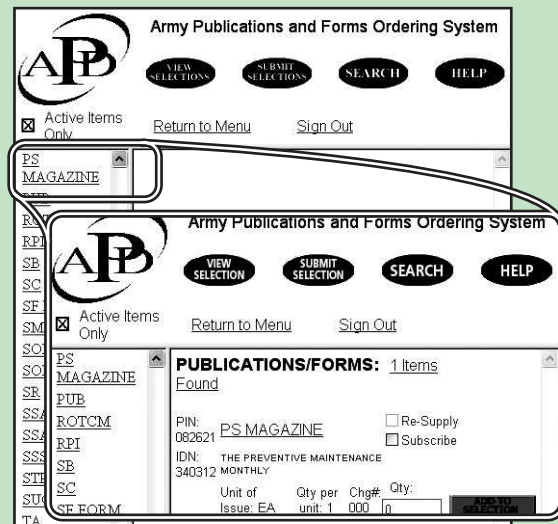 APD
Army Publications and Forms Ordering System
VIEW SELECTIONS
SUBMIT SELECTIONS
SEARCH
HELP
Active Items
Only
Return to Menu
Sign Out
PS
MAGAZINE
RPI
SB
SC
SM
SR
TA
APD
Army Publications and Forms Ordering System
VIEW
SELECTION
SUBMIT
SELECTION
SEARCH
HELP
Active Items
Only
Return to Menu
Sign Out
PS
MAGAZINE
PUB
ROTCM
RPI
SB
SC
SF FORM
PUBLICATIONS/FORMS: 1 Items
Found
PIN:
082621
PS MAGAZINE
Re-Supply
Subscribe
IDN:
340312
THE PREVENTIVE MAINTENANCE
MONTHLY
Unit of
Issue: EA
Qty per
unit: 1
Chg#:
000
Qty:
0
ADD TO
SELECTION